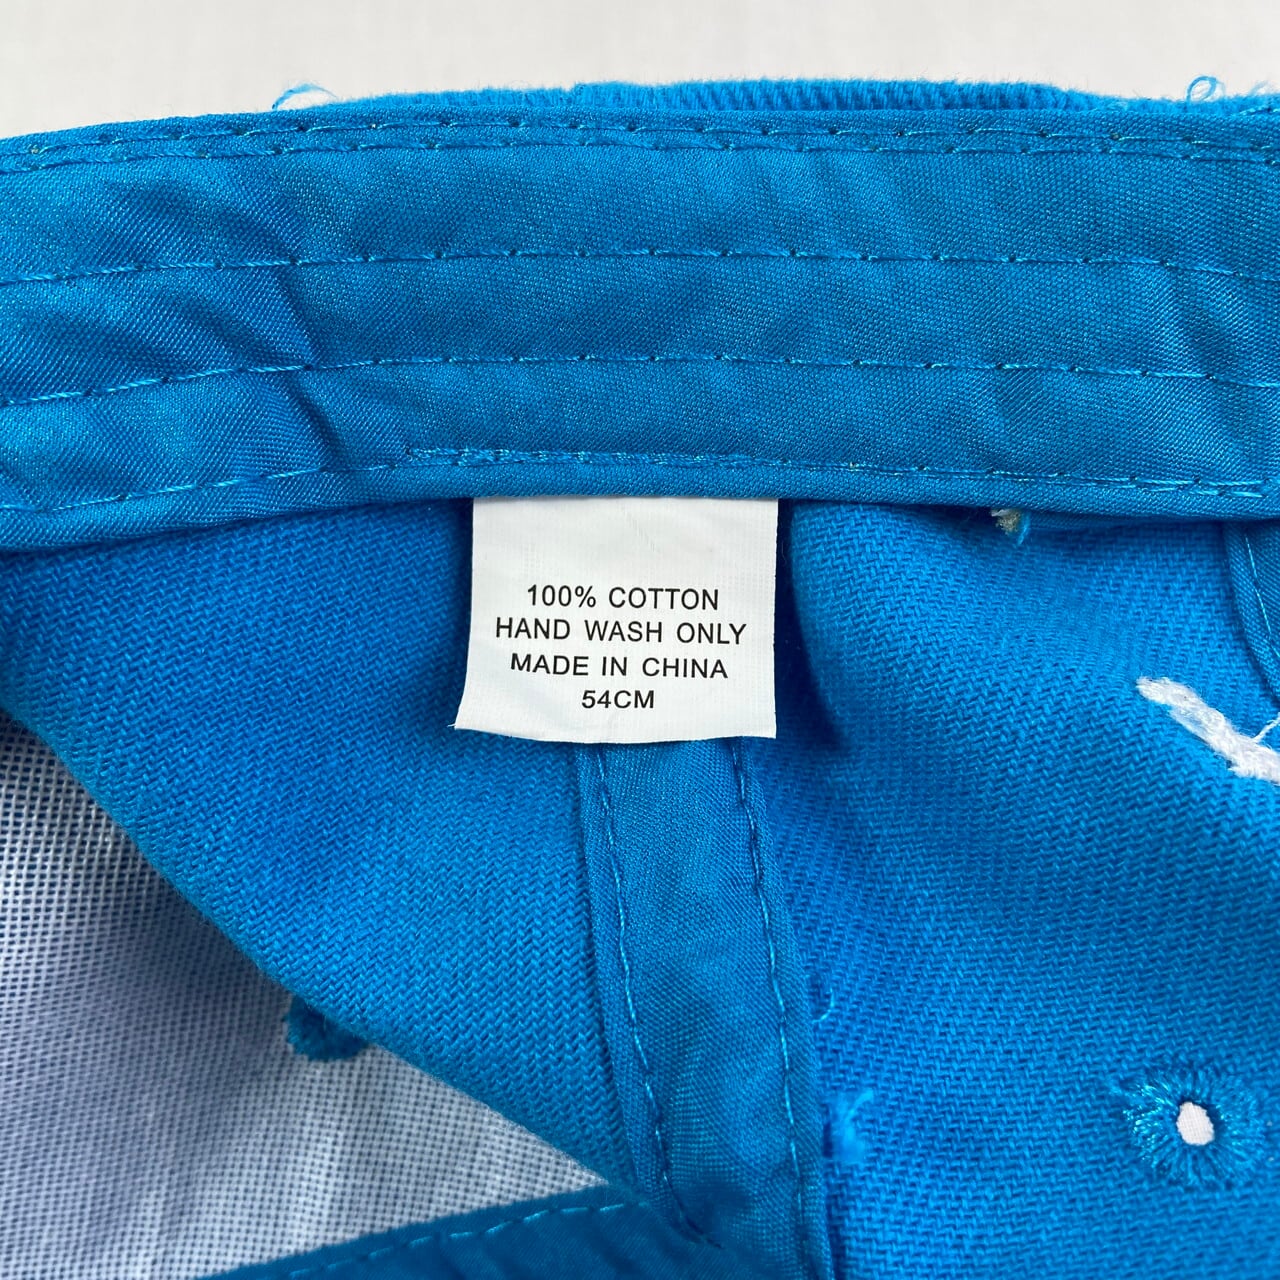 100% COTTON
HAND WASH ONLY
MADE IN CHINA
54CM